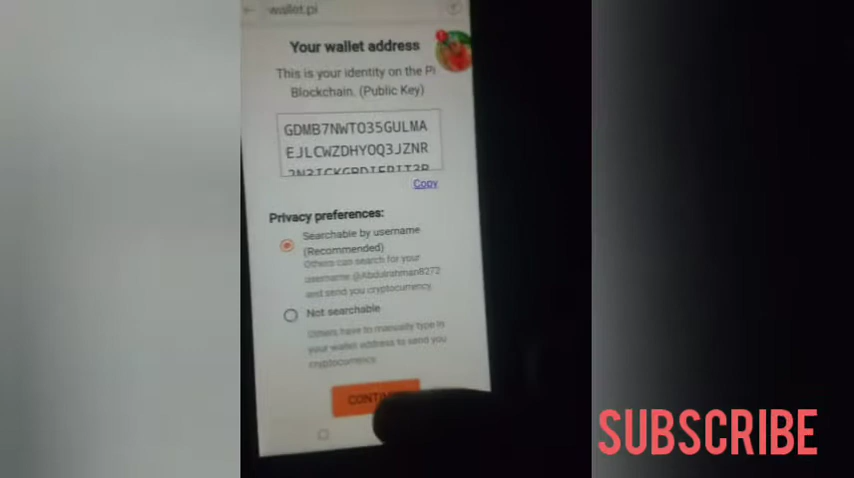 wallet.pi
Your wallet address
This is your identity on the Pi
Blockchain. (Public Key)
GDMB7NWTO35GULMA
EJLCWZDHYOQ3JZNR
Copy
Privacy preferences:
Searchable by username
(Recommended)
Others can search for your
username @Abdulrahman8272
and send you cryptocurrency.
Not searchable
Others have to manually type in
your wallet address to send you
cryptocurrency.
SUBSCRIBE